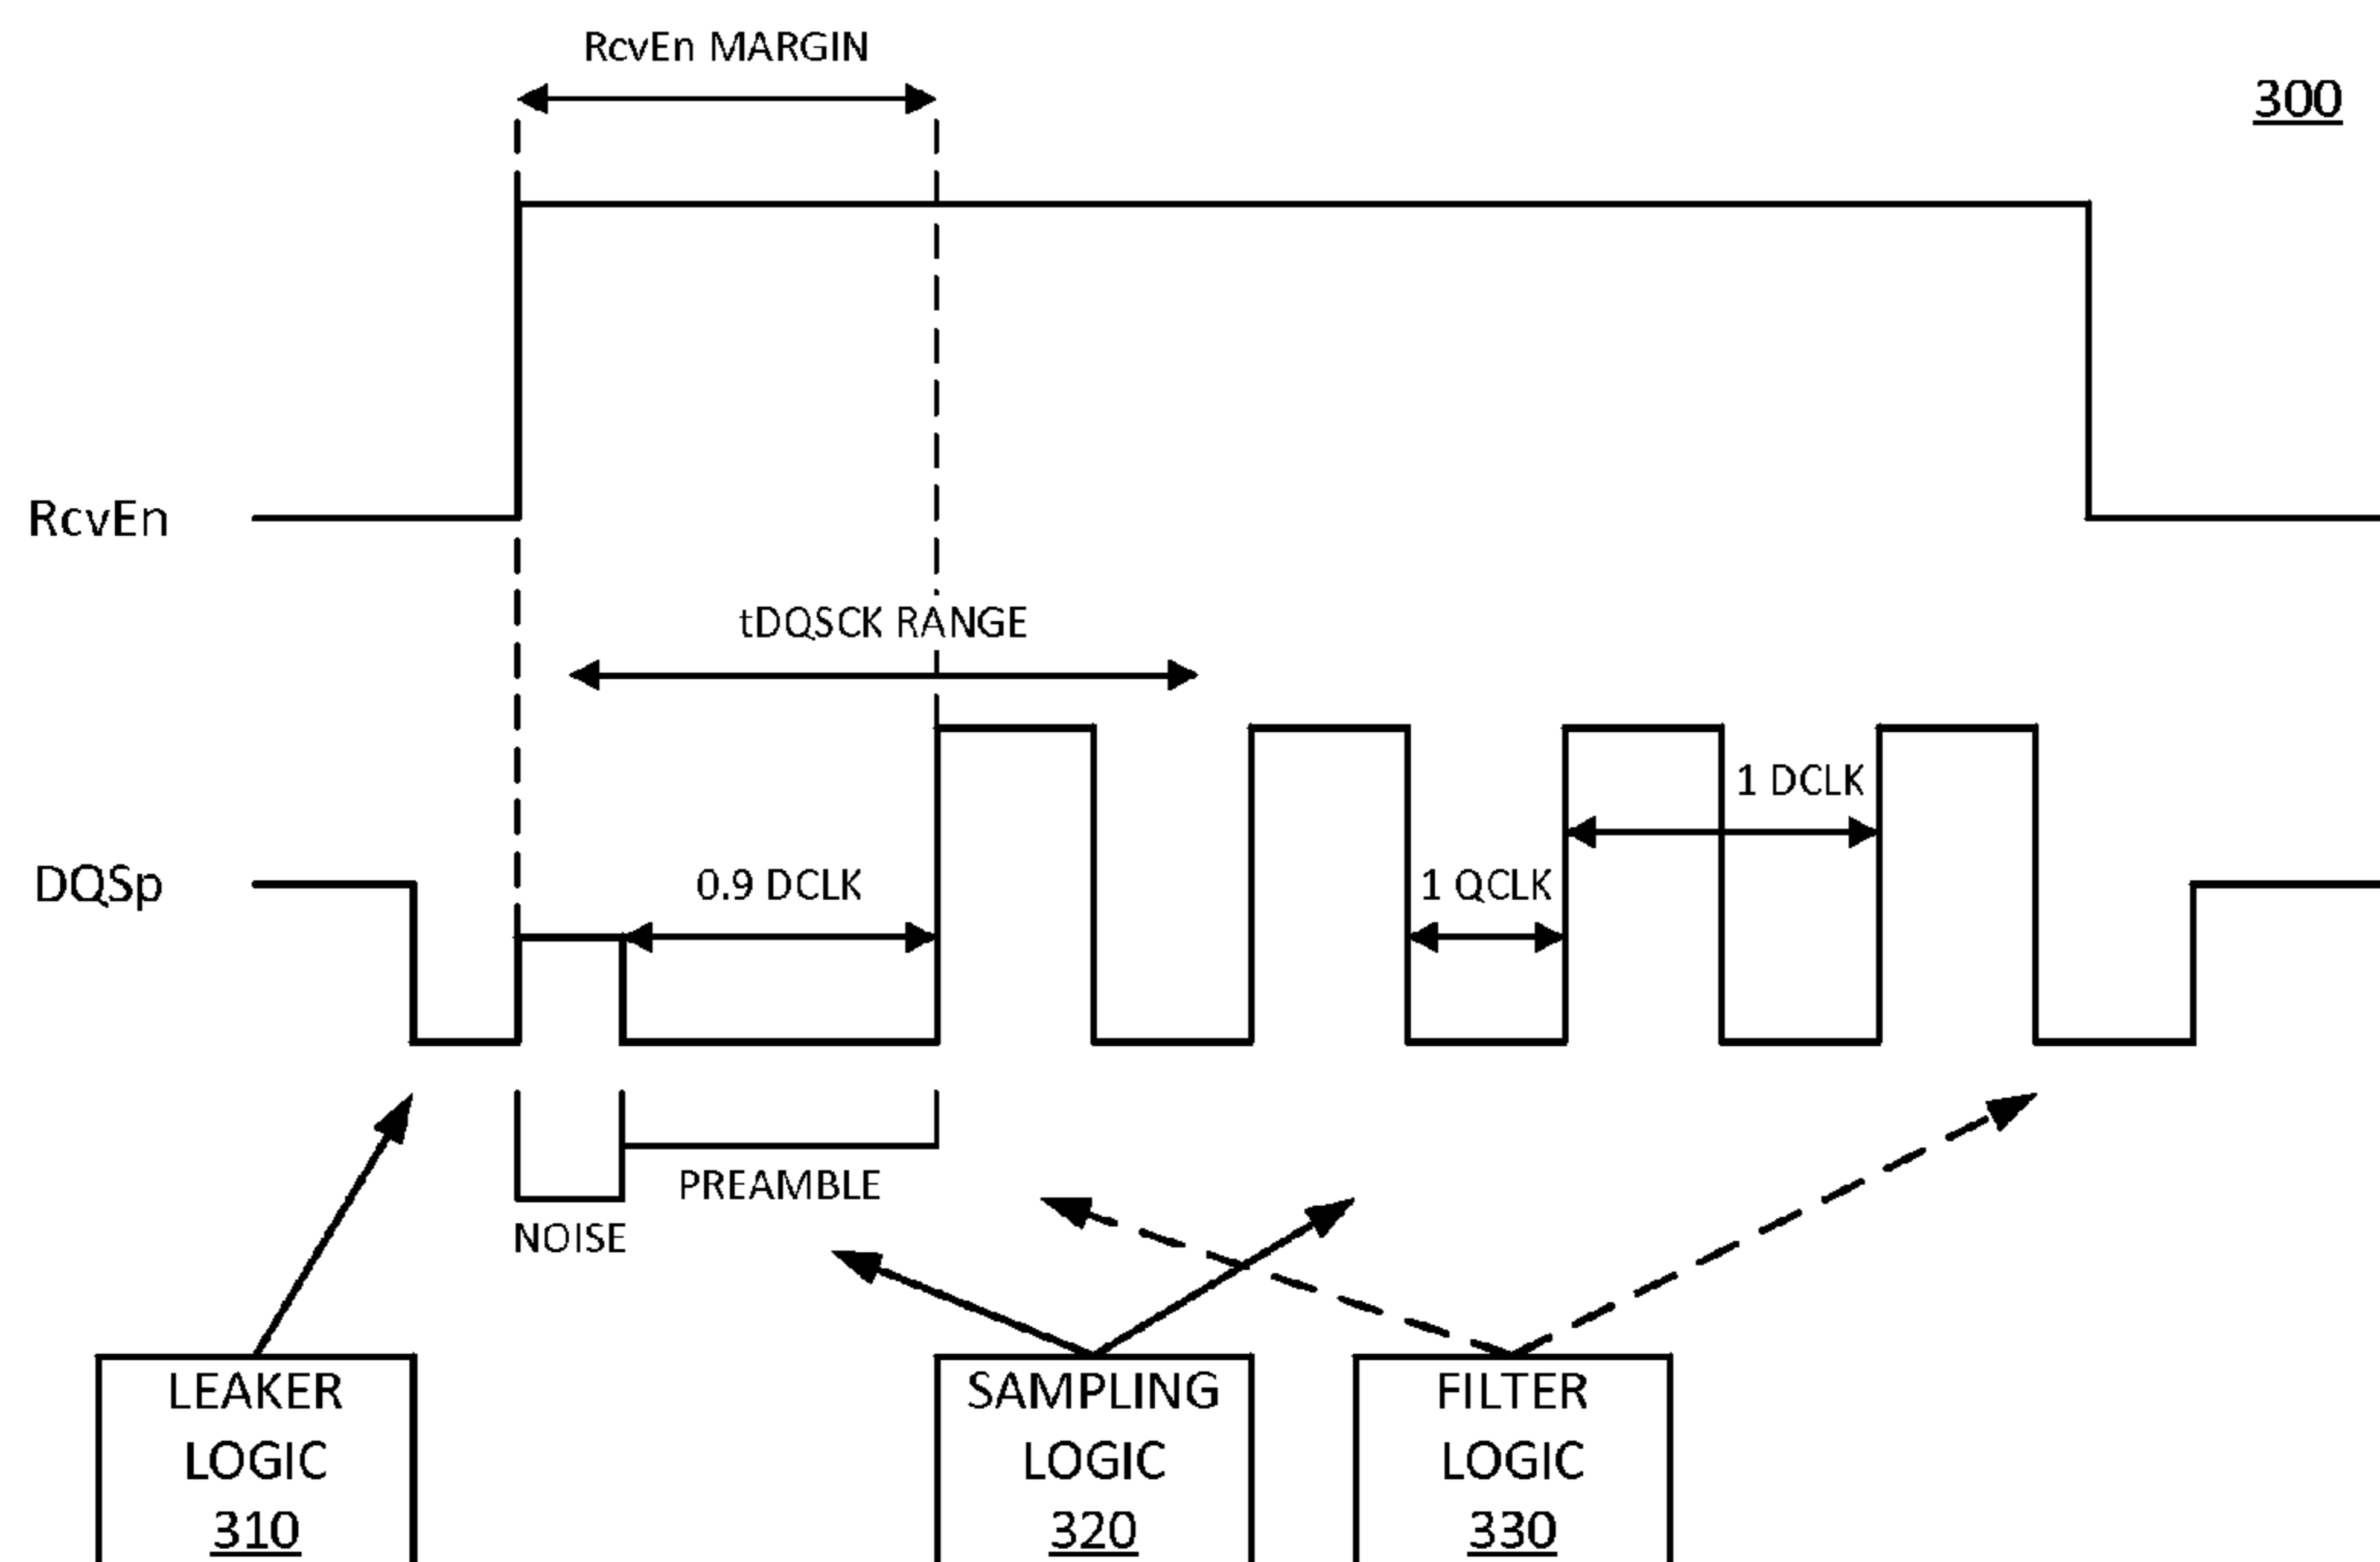 RcvEn MARGIN
300
RcvEn
tDQSCK RANGE
1 DCLK
DQSp
0.9 DCLK
1 QCLK
PREAMBLE
NOISE
LEAKER
LOGIC
310
SAMPLING
LOGIC
320
FILTER
LOGIC
330